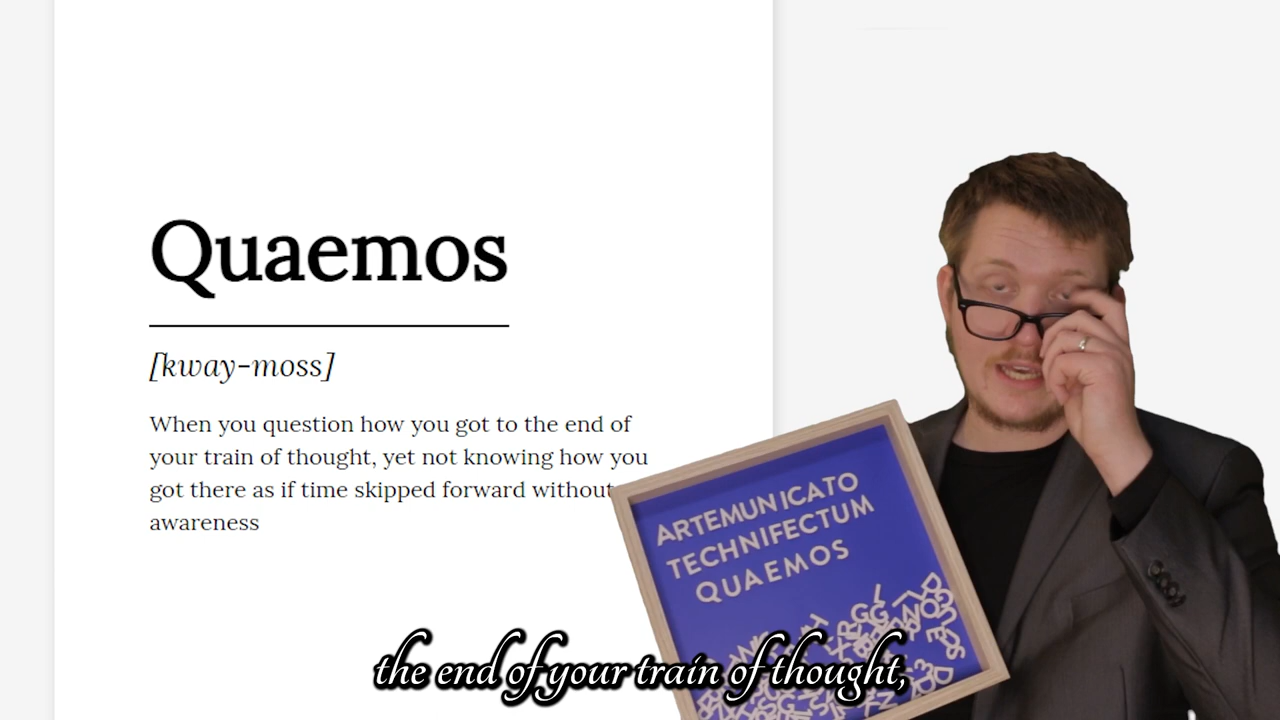 Quaemos
[kway-moss]
When you question how you got to the end of
your train of thought, yet not knowing how you
got there as if time skipped forward without
awareness
ARTEMUNICATO
TECHNIFECTUM
QUAEMOS
the end of your train of thought,